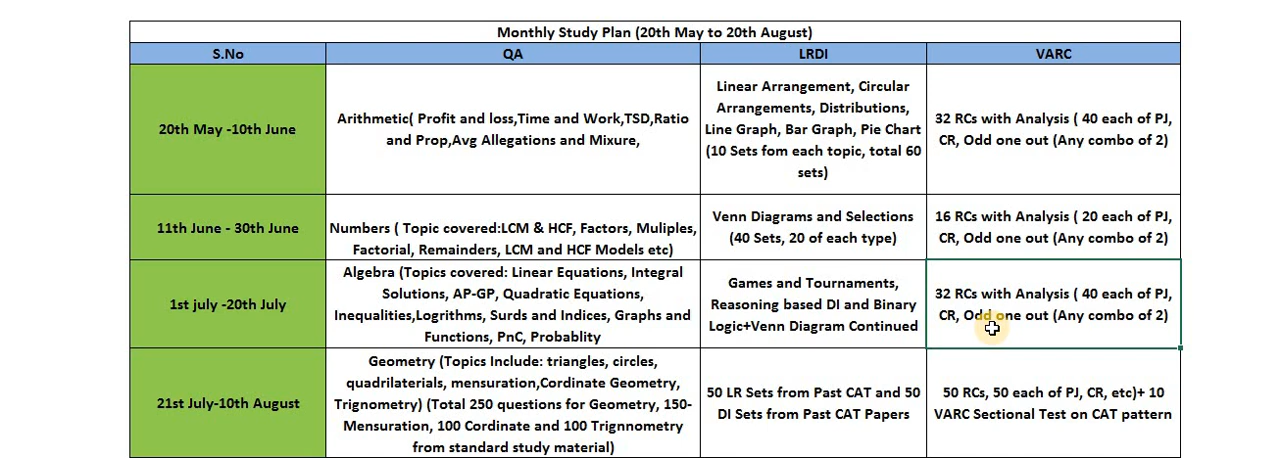 Monthly Study Plan (20th May to 20th August)
S.No
QA
LRDI
VARC
20th May -10th June
Arithmetic( Profit and loss,Time and Work,TSD,Ratio
and Prop,Avg Allegations and Mixure,
Linear Arrangement, Circular
Arrangements, Distributions,
Line Graph, Bar Graph, Pie Chart
(10 Sets fom each topic, total 60
sets)
32 RCs with Analysis ( 40 each of PJ,
CR, Odd one out (Any combo of 2)
11th June - 30th June
Numbers ( Topic covered:LCM & HCF, Factors, Muliples,
Factorial, Remainders, LCM and HCF Models etc)
Venn Diagrams and Selections
(40 Sets, 20 of each type)
16 RCs with Analysis ( 20 each of PJ,
CR, Odd one out (Any combo of 2)
1st july -20th July
Algebra (Topics covered: Linear Equations, Integral
Solutions, AP-GP, Quadratic Equations,
Inequalities,Logrithms, Surds and Indices, Graphs and
Functions, PnC, Probablity
Games and Tournaments,
Reasoning based DI and Binary
Logic+Venn Diagram Continued
32 RCs with Analysis ( 40 each of PJ,
CR, Odd one out (Any combo of 2)
21st July-10th August
Geometry (Topics Include: triangles, circles,
quadrilaterials, mensuration,Cordinate Geometry,
Trignometry) (Total 250 questions for Geometry, 150-
Mensuration, 100 Cordinate and 100 Trignnometry
from standard study material)
50 LR Sets from Past CAT and 50
DI Sets from Past CAT Papers
50 RCs, 50 each of PJ, CR, etc)+ 10
VARC Sectional Test on CAT pattern